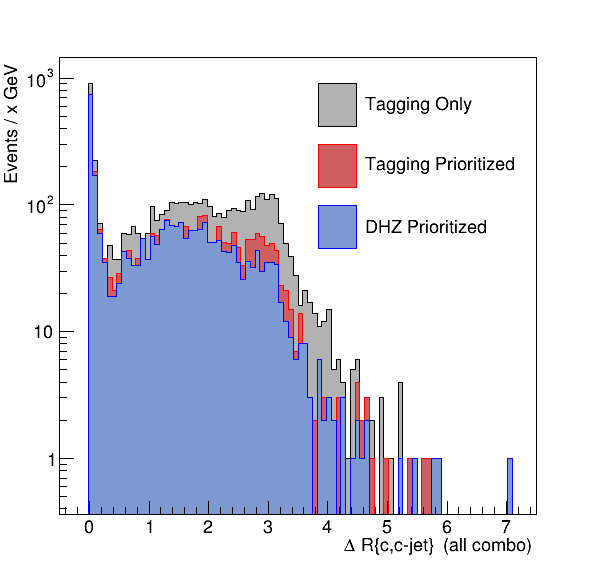 Events / x GeV
10³
10²
10
1
Tagging Only
Tagging Prioritized
DHZ Prioritized
0 1 2 3 4 5 6 7
Δ R{c,c-jet} (all combo)